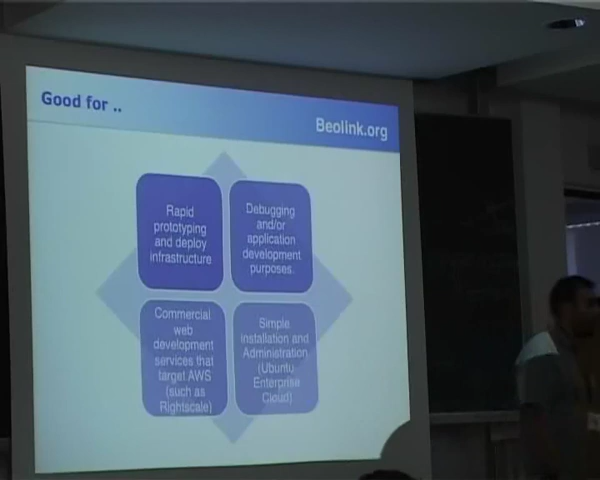 Good for ..
Beolink.org
Rapid
prototyping
and deploy
infrastructure
Debugging
and/or
application
development
purposes.
Commercial
web
development
services that
target AWS
(such as
Rightscale)
Simple
installation and
Administration
(Ubuntu
Enterprise
Cloud)